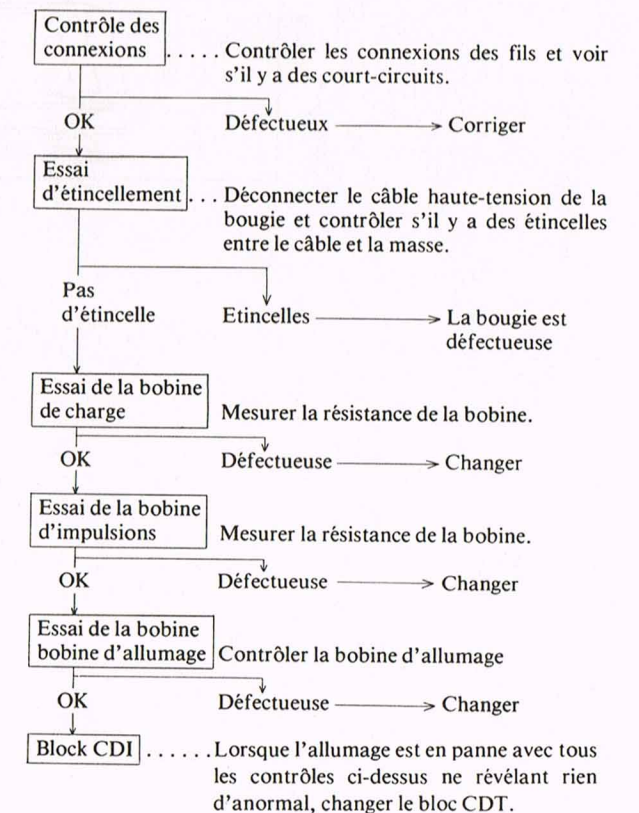 Contrôle des
connexions ..... Contrôler les connexions des fils et voir
s'il y a des court-circuits.
OK Défectueux Corriger
Essai
d'étincellement ... Déconnecter le câble haute-tension de la
bougie et contrôler s'il y a des étincelles
entre le câble et la masse.
Pas
d'étincelle Etincelles La bougie est
défectueuse
Essai de la bobine
de charge Mesurer la résistance de la bobine.
OK Défectueuse Changer
Essai de la bobine
d'impulsions Mesurer la résistance de la bobine.
OK Défectueuse Changer
Essai de la bobine
bobine d'allumage Contrôler la bobine d'allumage
OK Défectueuse Changer
Block CDI ...... Lorsque l'allumage est en panne avec tous
les contrôles ci-dessus ne révélant rien
d'anormal, changer le bloc CDT.